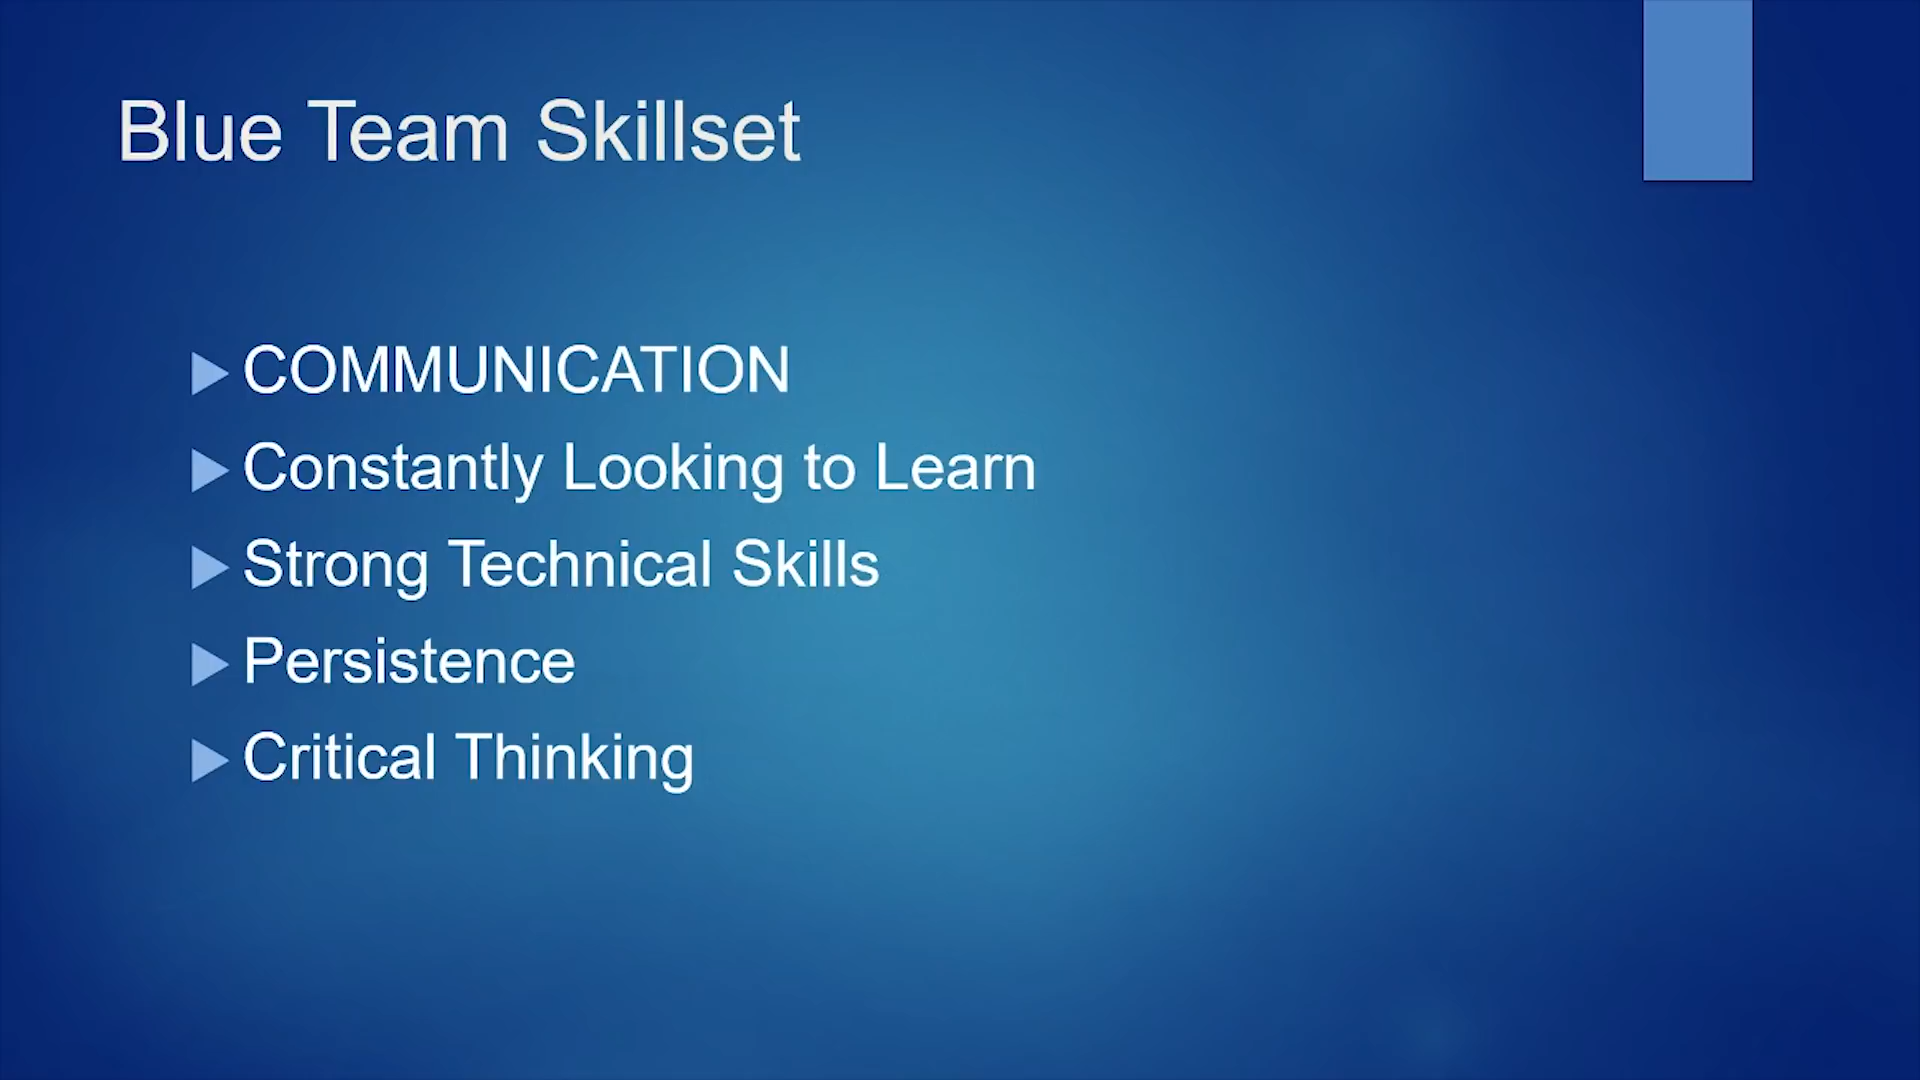 Blue Team Skillset
COMMUNICATION
Constantly Looking to Learn
Strong Technical Skills
Persistence
Critical Thinking